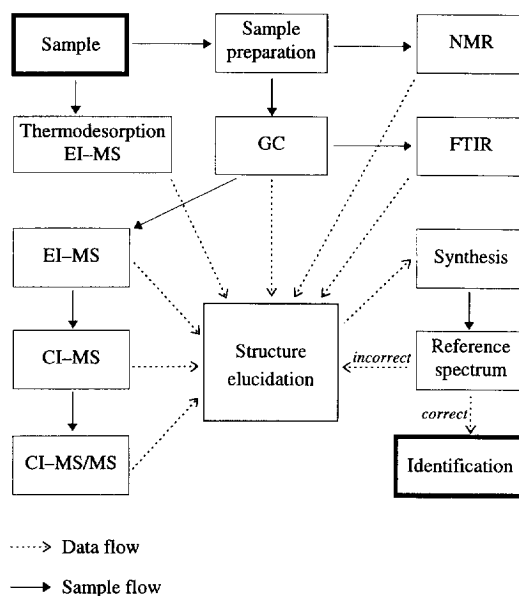 Sample
Sample
preparation
NMR
Thermodesorption
EI–MS
GC
FTIR
EI–MS
Synthesis
Structure
elucidation
incorrect
Reference
spectrum
CI–MS
correct
CI–MS/MS
Identification
Data flow
Sample flow